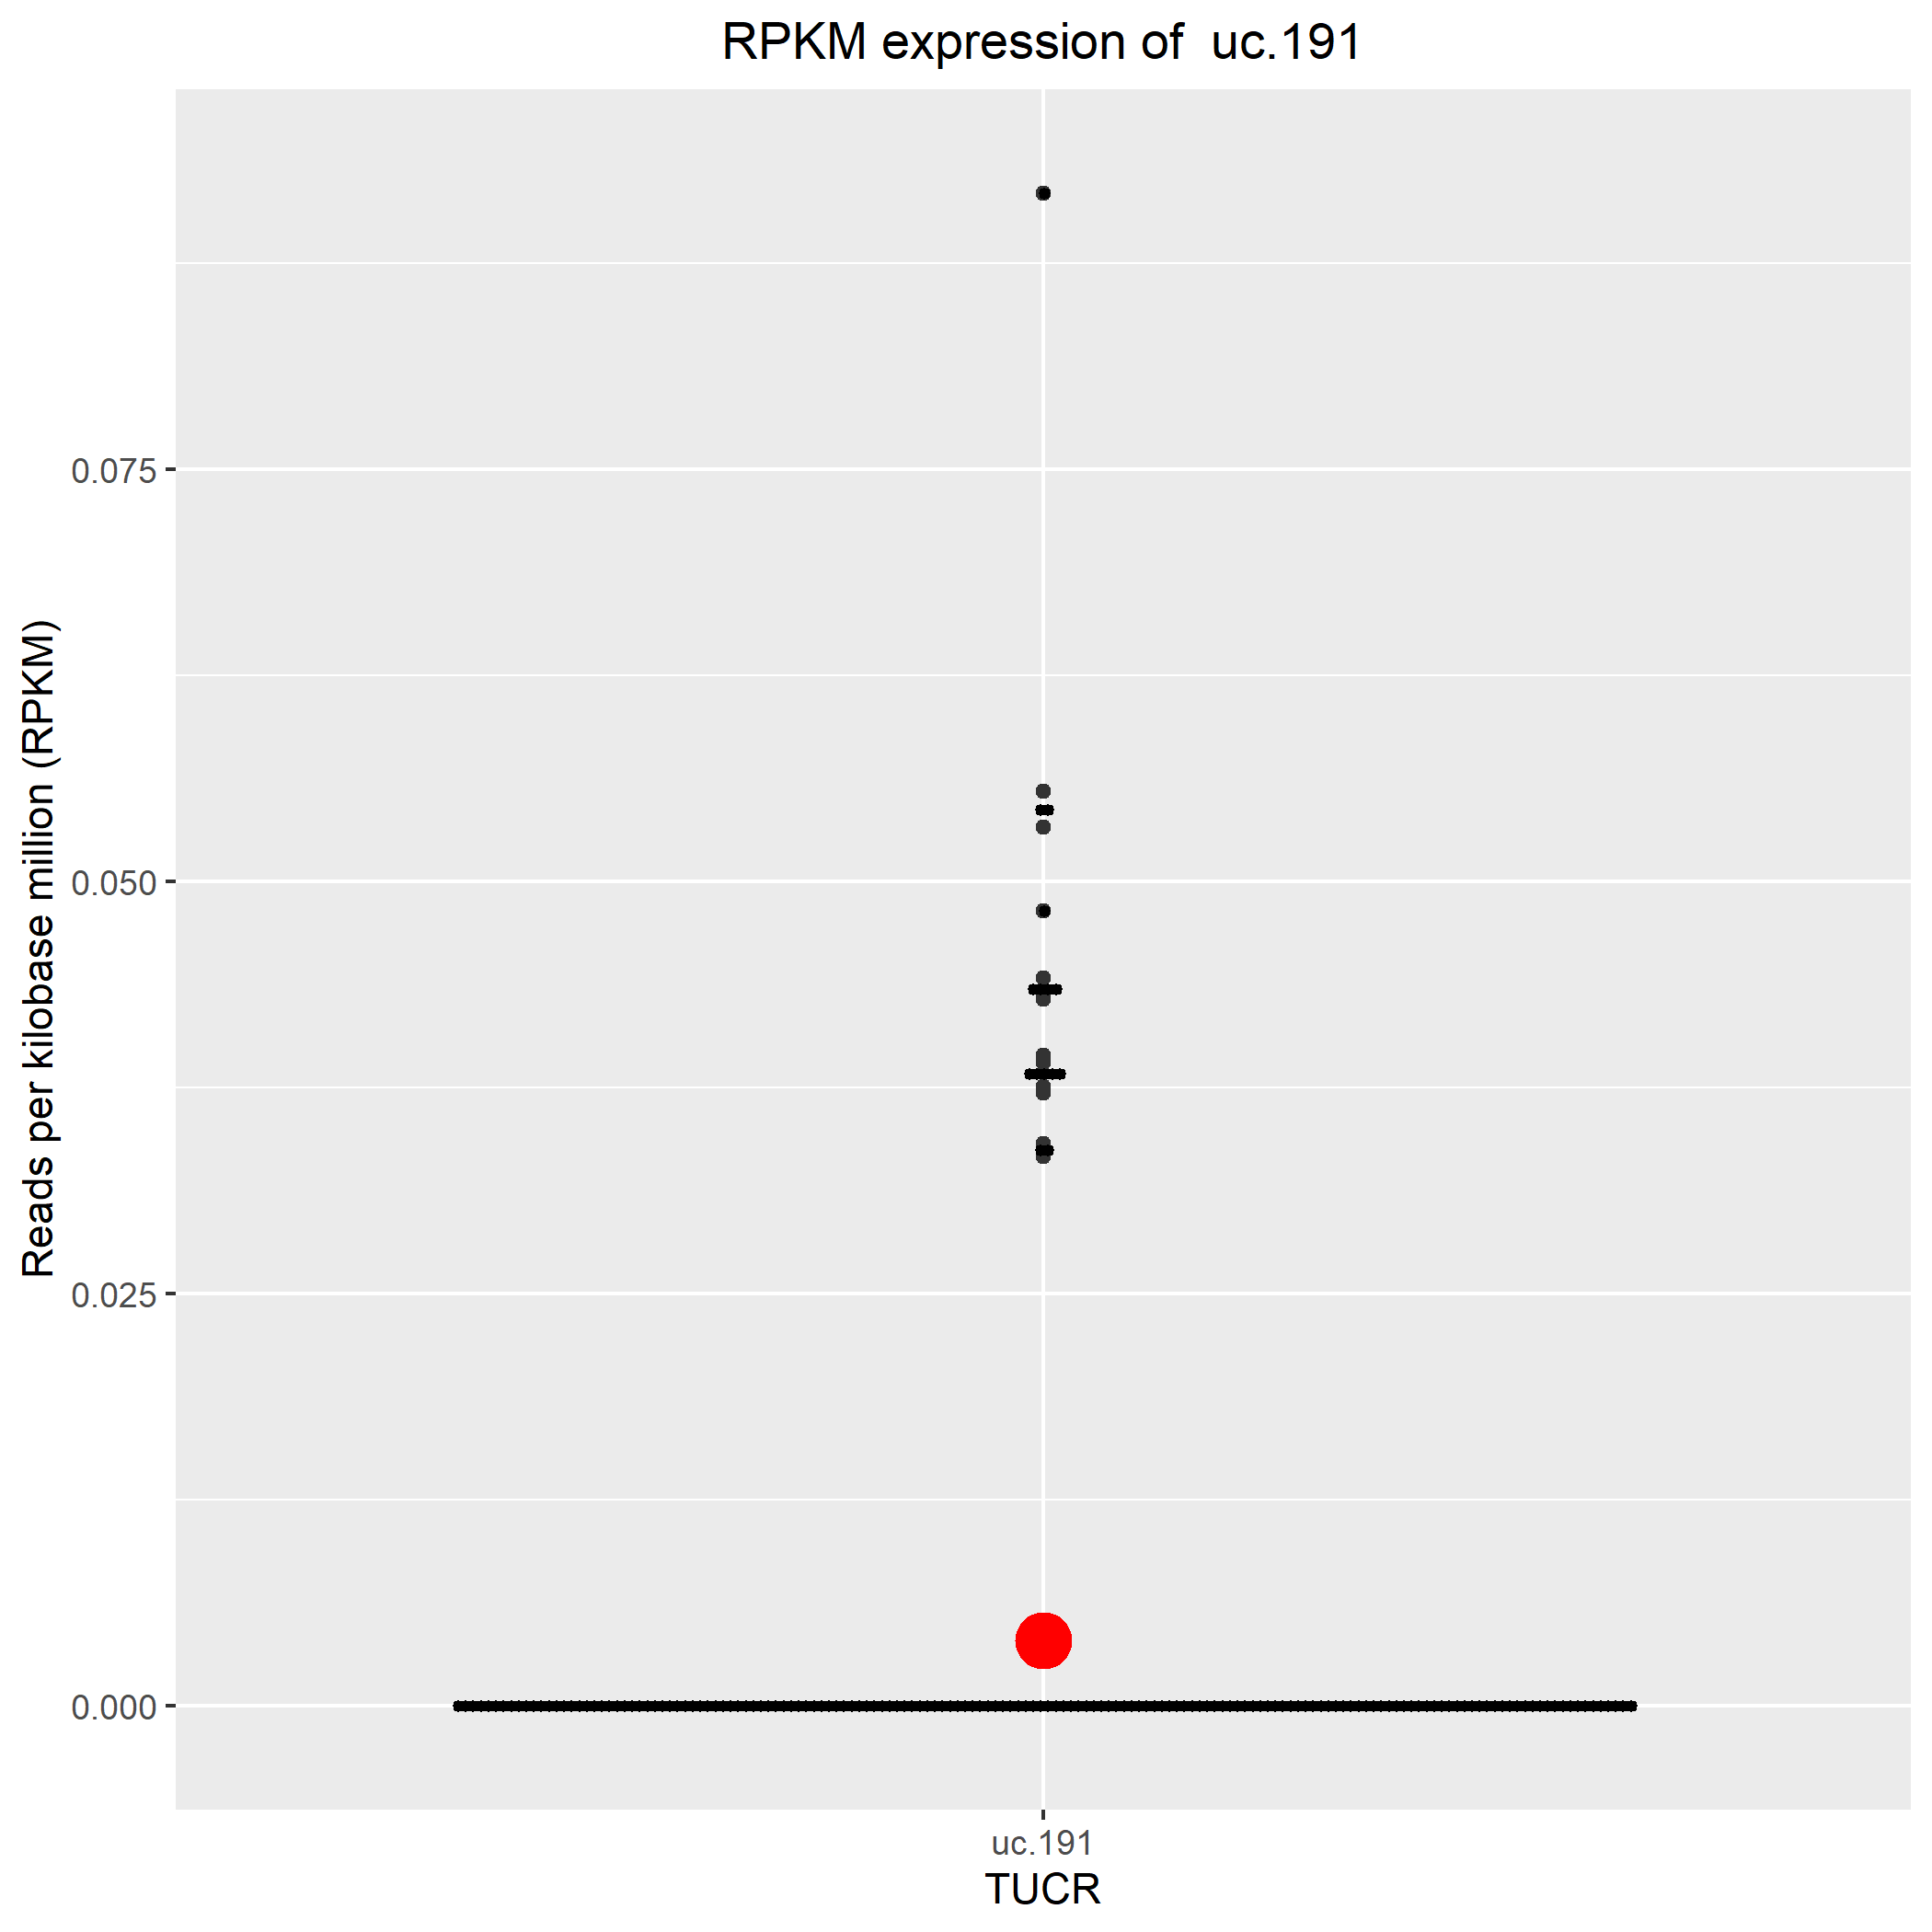 RPKM expression of  uc.191
Reads per kilobase million (RPKM)
0.075
0.050
0.025
0.000
uc.191
TUCR